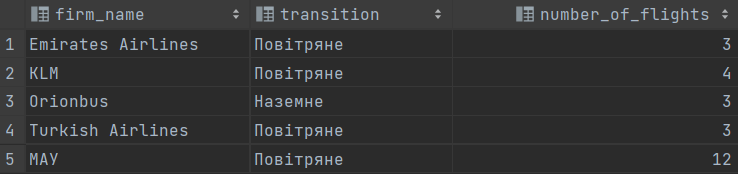 firm_name transition number_of_flights
1 Emirates Airlines Повітряне 3
2 KLM Повітряне 4
3 Orionbus Наземне 3
4 Turkish Airlines Повітряне 3
5 МАУ Повітряне 12